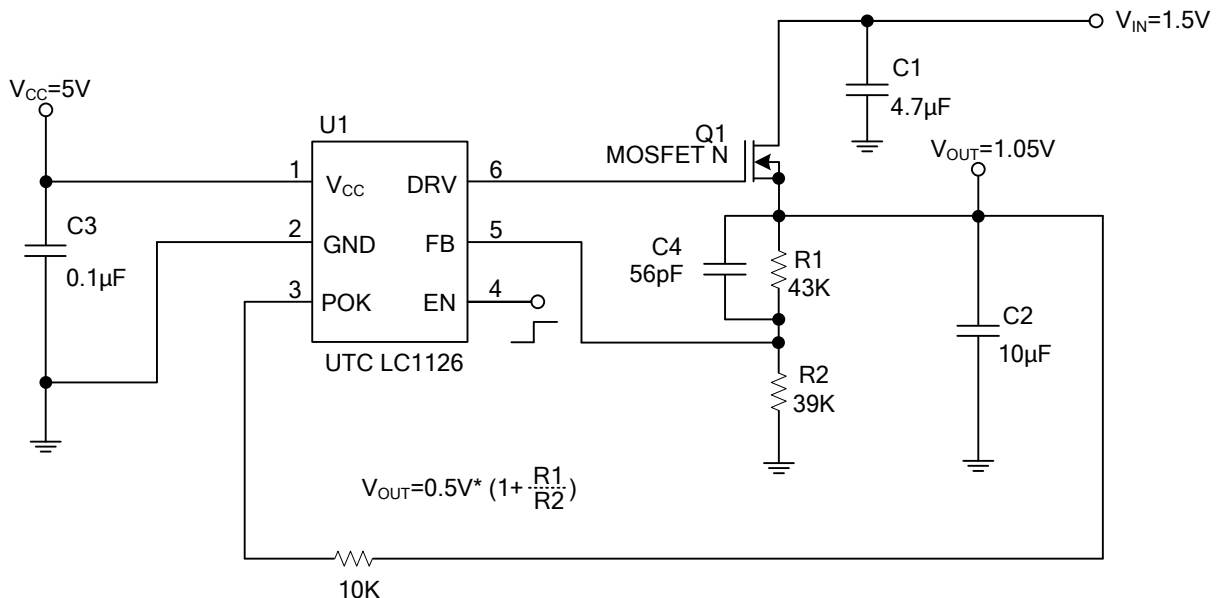 V_IN=1.5V
C1
4.7µF
V_CC=5V
U1
Q1
MOSFET N
V_OUT=1.05V
1
V_CC
DRV
6
C3
0.1µF
2
GND
FB
5
C4
56pF
R1
43K
3
POK
EN
4
C2
10µF
UTC LC1126
R2
39K
V_OUT=0.5V* (1+R1/R2)
10K